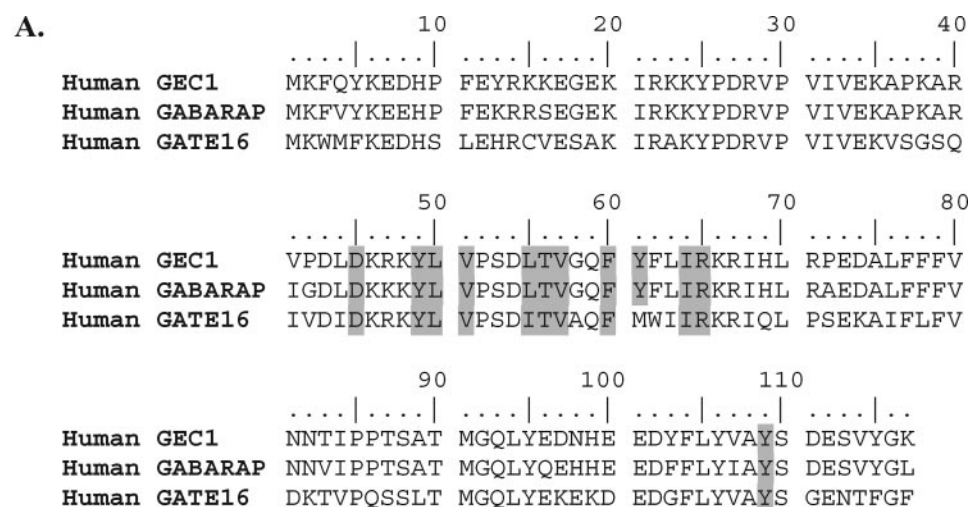 A.
10 20 30 40
....|....| ....|....| ....|....| ....|....|
Human GEC1 MKFQYKEDHP FEYRKKEGEK IRKKYPDRVP VIVEKAPKAR
Human GABARAP MKFVYKEEHP FEKRRSEGEK IRKKYPDRVP VIVEKAPKAR
Human GATE16 MKWMFKEDHS LEHRCVESAK IRAKYPDRVP VIVEKVSGSQ
50 60 70 80
....|....| ....|....| ....|....| ....|....|
Human GEC1 VPDLDKRKYL VPSDLTVGQF YFLIRKRIHL RPEDALFFFV
Human GABARAP IGDLDKKKYL VPSDLTVGQF YFLIRKRIHL RAEDALFFFV
Human GATE16 IVDIDKRKYL VPSDITVAQF MWIIRKRIQL PSEKAIFLFV
90 100 110
....|....| ....|....| ....|....| ....|..
Human GEC1 NNTIPPTSAT MGQLYEDNHE EDYFLYVAYS DESVYGK
Human GABARAP NNVIPPTSAT MGQLYQEHHE EDFFLYIAYS DESVYGL
Human GATE16 DKTVPQSSLT MGQLYEKEKD EDGFLYVAYS GENTFGF